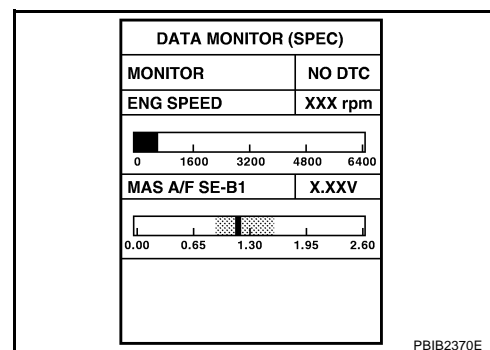 DATA MONITOR (SPEC)
MONITOR NO DTC
ENG SPEED XXX rpm
0 1600 3200 4800 6400
MAS A/F SE-B1 X.XXV
0.00 0.65 1.30 1.95 2.60
PBIB2370E